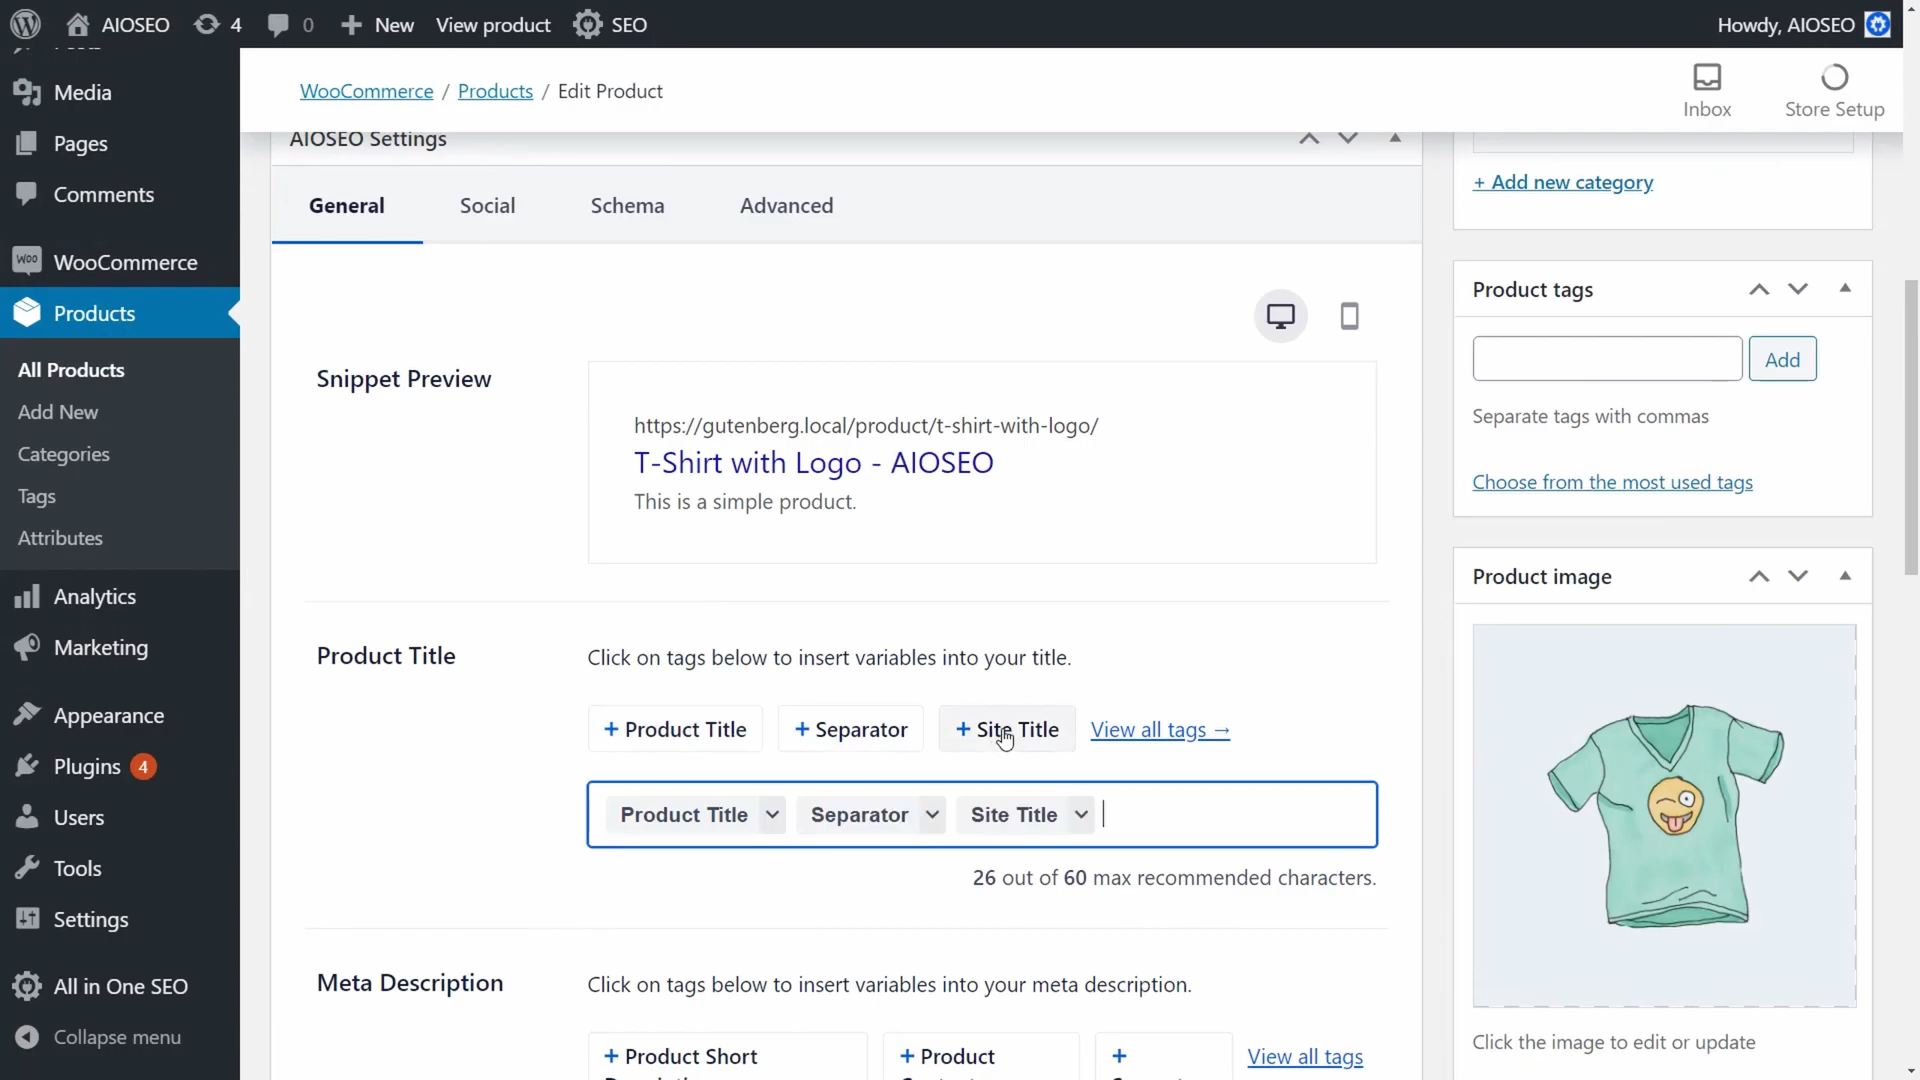 AIOSEO 4 0 New View product SEO Howdy, AIOSEO
Media
Pages
Comments
WooCommerce
Products
All Products
Add New
Categories
Tags
Attributes
Analytics
Marketing
Appearance
Plugins 4
Users
Tools
Settings
All in One SEO
Collapse menu
WooCommerce / Products / Edit Product
Inbox
Store Setup
AIOSEO Settings
General Social Schema Advanced
Snippet Preview
https://gutenberg.local/product/t-shirt-with-logo/
T-Shirt with Logo - AIOSEO
This is a simple product.
Product Title
Click on tags below to insert variables into your title.
+ Product Title + Separator + Site Title View all tags →
Product Title Separator Site Title
26 out of 60 max recommended characters.
Meta Description
Click on tags below to insert variables into your meta description.
+ Product Short + Product + View all tags
+ Add new category
Product tags
Add
Separate tags with commas
Choose from the most used tags
Product image
Click the image to edit or update